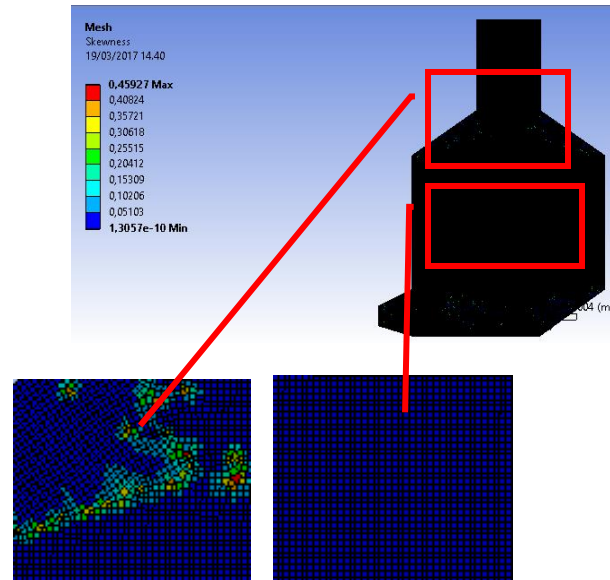 Mesh
Skewness
19/03/2017 14.40
0,45927 Max
0,40824
0,35721
0,30618
0,25515
0,20412
0,15309
0,10206
0,05103
1,3057e-10 Min
004 (m